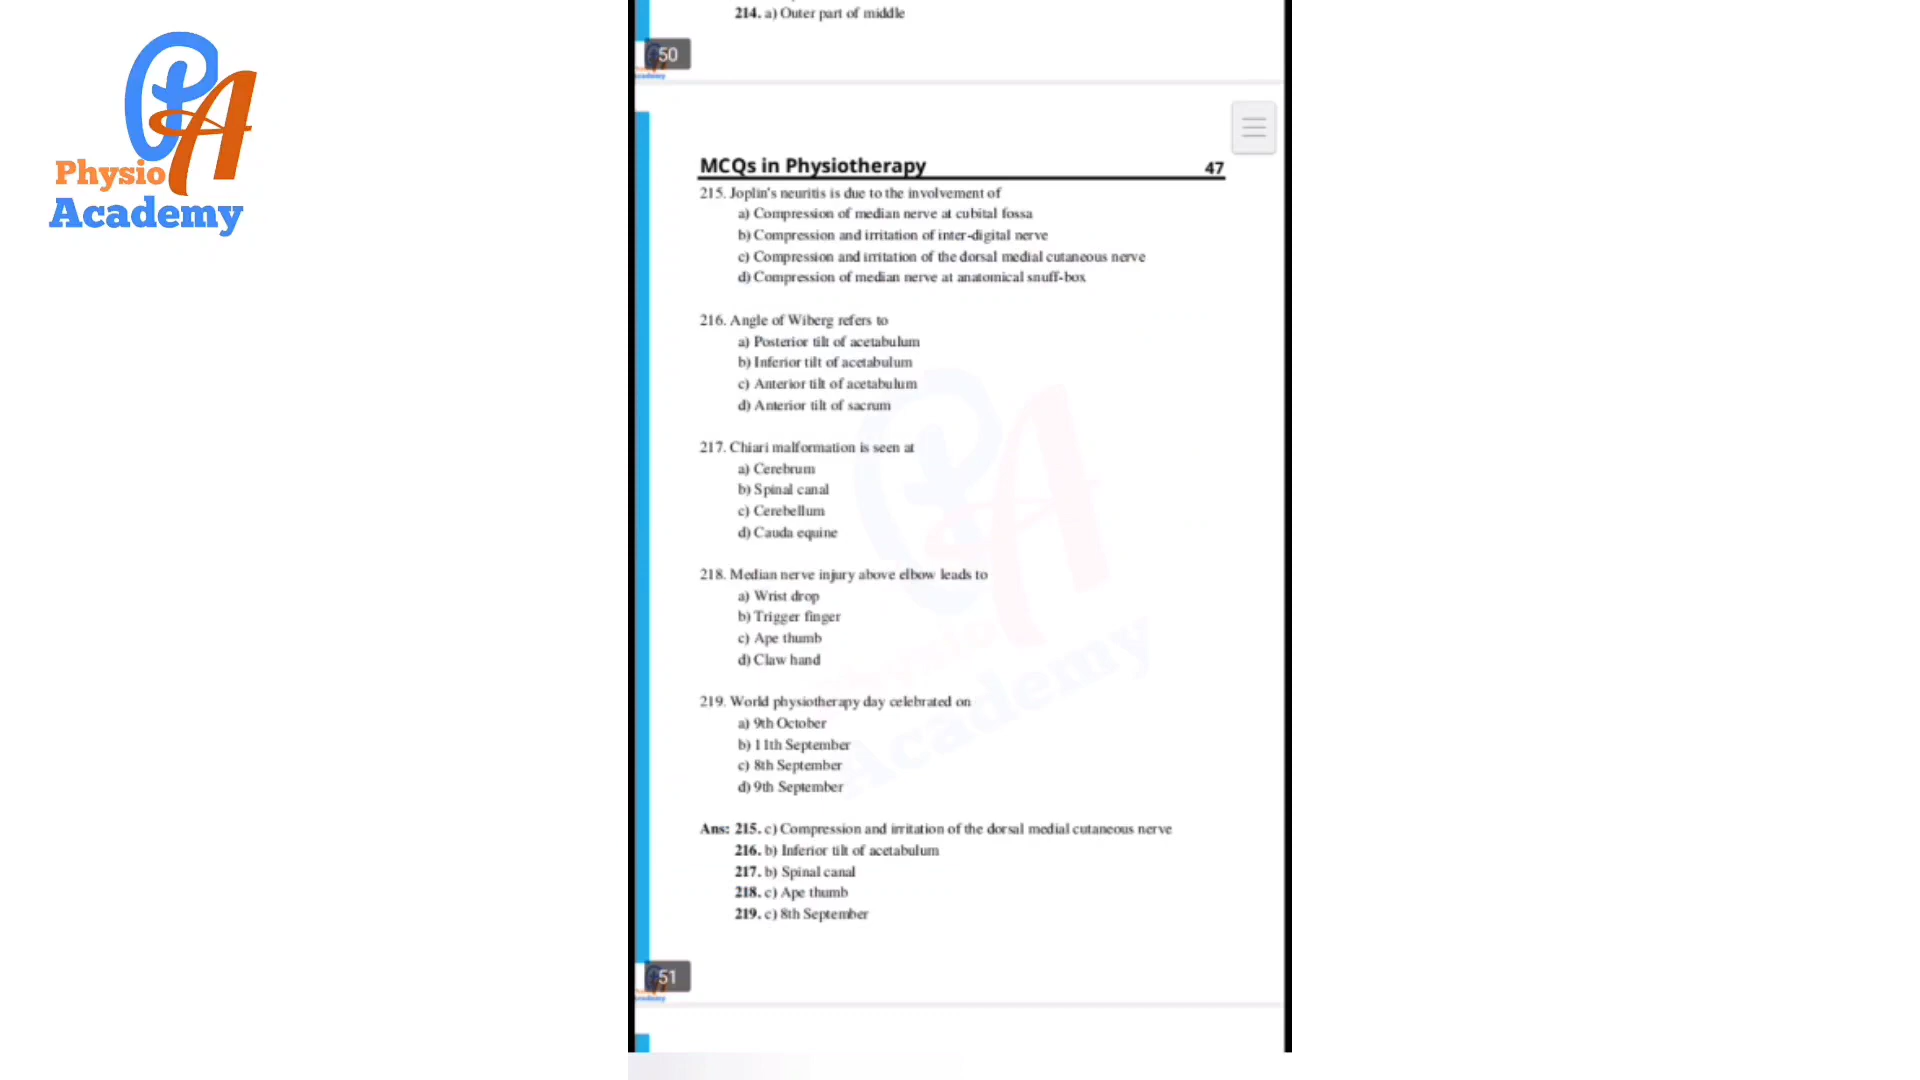 Physio
Academy
214. a) Outer part of middle
50
MCQs in Physiotherapy 47
215. Joplin's neuritis is due to the involvement of
a) Compression of median nerve at cubital fossa
b) Compression and irritation of inter-digital nerve
c) Compression and irritation of the dorsal medial cutaneous nerve
d) Compression of median nerve at anatomical snuff-box
216. Angle of Wiberg refers to
a) Posterior tilt of acetabulum
b) Inferior tilt of acetabulum
c) Anterior tilt of acetabulum
d) Anterior tilt of sacrum
217. Chiari malformation is seen at
a) Cerebrum
b) Spinal canal
c) Cerebellum
d) Cauda equine
218. Median nerve injury above elbow leads to
a) Wrist drop
b) Trigger finger
c) Ape thumb
d) Claw hand
219. World physiotherapy day celebrated on
a) 9th October
b) 11th September
c) 8th September
d) 9th September
Ans: 215. c) Compression and irritation of the dorsal medial cutaneous nerve
216. b) Inferior tilt of acetabulum
217. b) Spinal canal
218. c) Ape thumb
219. c) 8th September
51
Physio
Academy